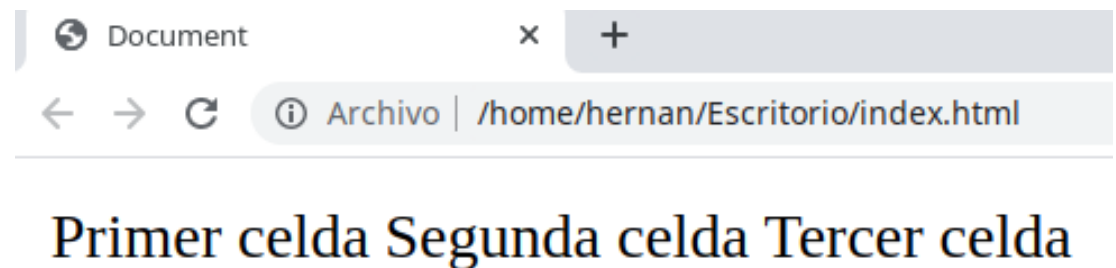 Document
Archivo /home/hernan/Escritorio/index.html
Primer celda Segunda celda Tercer celda